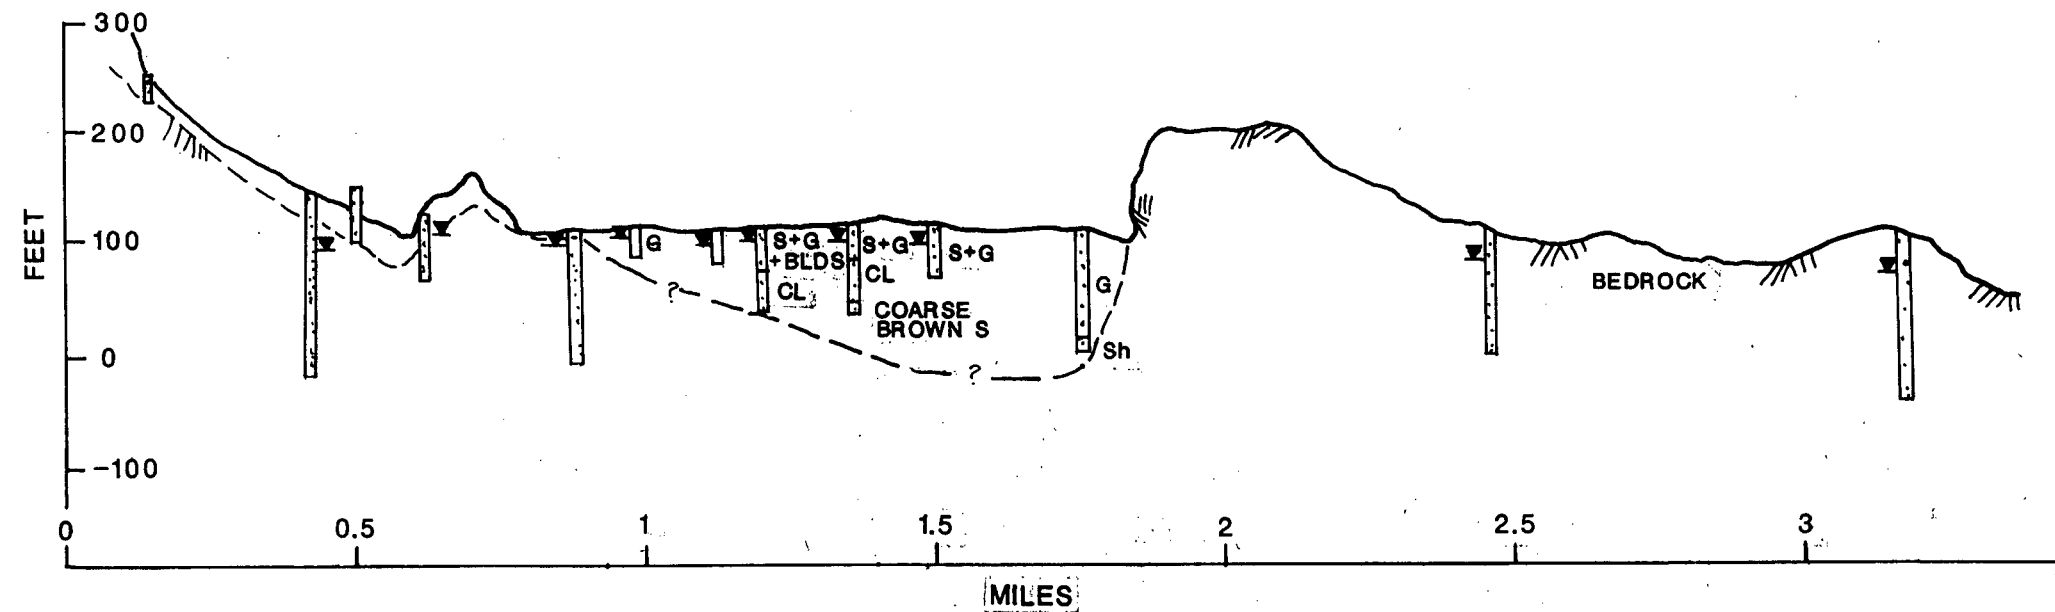 300
200
100
0
-100
FEET
G
S+G
+BLDS
CL
S+G
CL
COARSE
BROWN S
S+G
G
Sh
?
?
BEDROCK
0
0.5
1
1.5
2
2.5
3
MILES